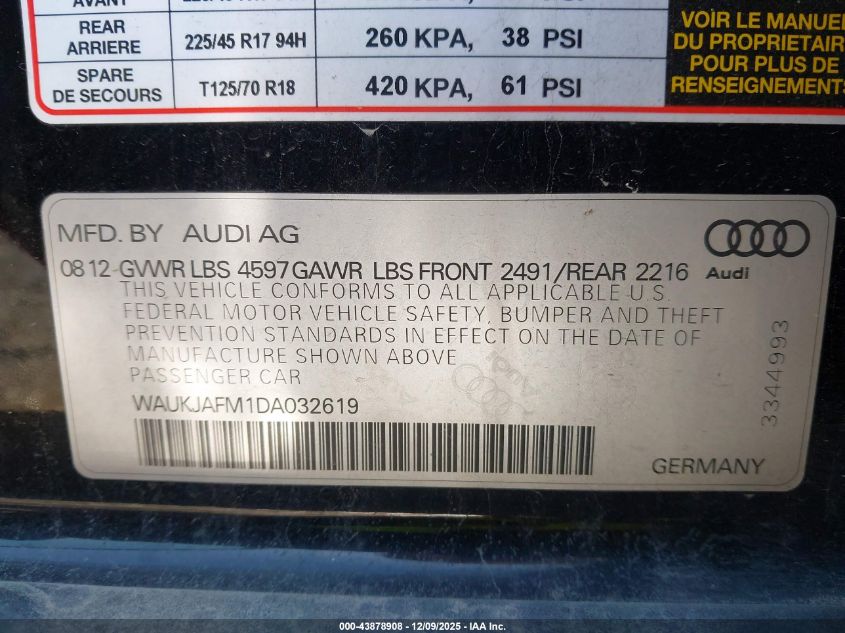 AVANT PSI
REAR ARRIERE 225/45 R17 94H 260 KPA, 38 PSI
SPARE DE SECOURS T125/70 R18 420 KPA, 61 PSI
VOIR LE MANUEL
DU PROPRIETAIRE
POUR PLUS DE
RENSEIGNEMENTS
MFD. BY AUDI AG
0812-GVWR LBS 4597 GAWR LBS FRONT 2491/REAR 2216
Audi
THIS VEHICLE CONFORMS TO ALL APPLICABLE U.S.
FEDERAL MOTOR VEHICLE SAFETY, BUMPER AND THEFT
PREVENTION STANDARDS IN EFFECT ON THE DATE OF
MANUFACTURE SHOWN ABOVE
PASSENGER CAR
WAUKJAFM1DA032619
3344993
GERMANY
000-43878908 - 12/09/2025 - IAA Inc.